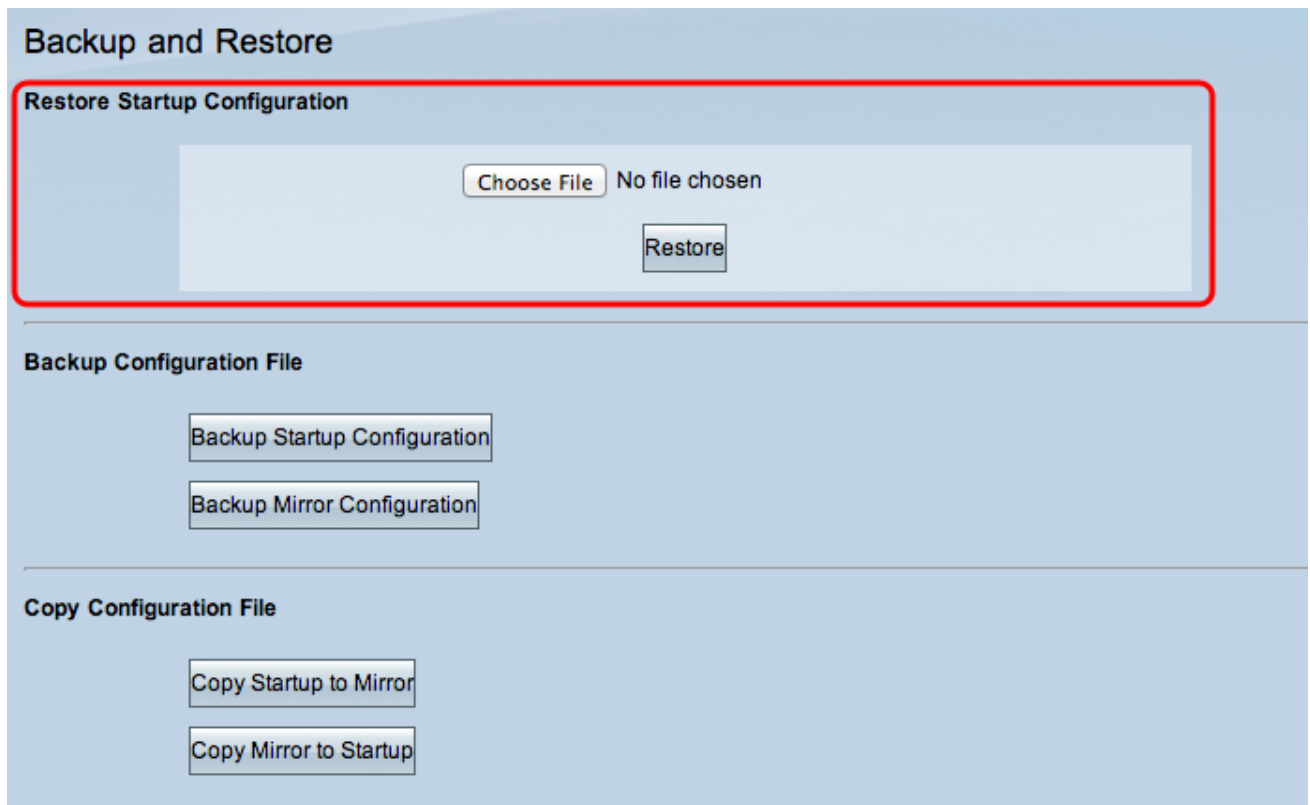 Backup and Restore
Restore Startup Configuration
Choose File No file chosen
Restore
Backup Configuration File
Backup Startup Configuration
Backup Mirror Configuration
Copy Configuration File
Copy Startup to Mirror
Copy Mirror to Startup